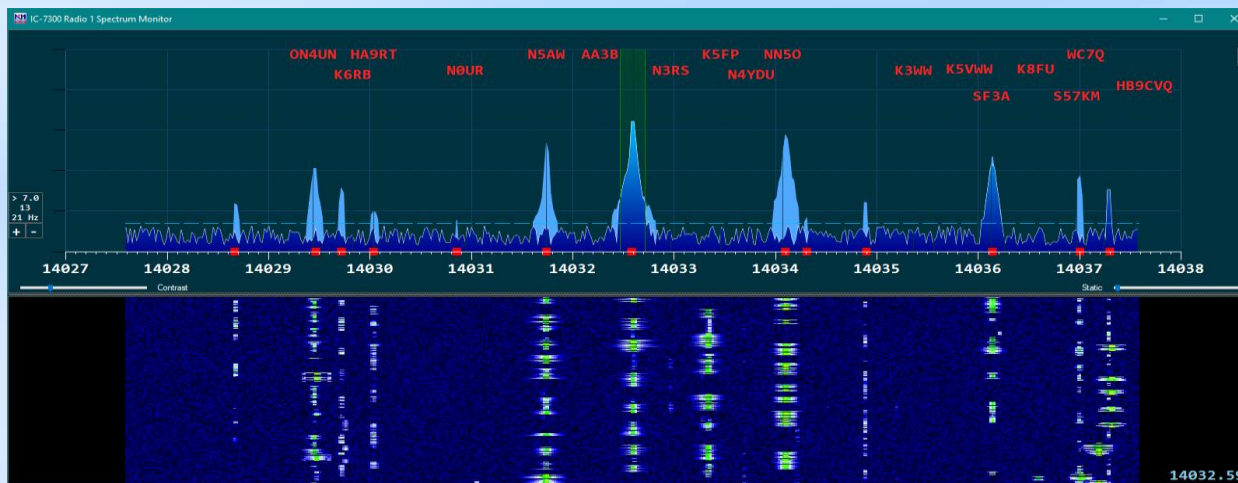 IC-7300 Radio 1 Spectrum Monitor
ON4UN HA9RT N5AW AA3B K5FP NN5O WC7Q
K6RB N0UR N3RS N4YDU K3WW K5VWW K8FU
SF3A S57KM HB9CVQ
> 7.0
13
21 Hz
+ -
14027 14028 14029 14030 14031 14032 14033 14034 14035 14036 14037 14038
Contrast Static
14032.59